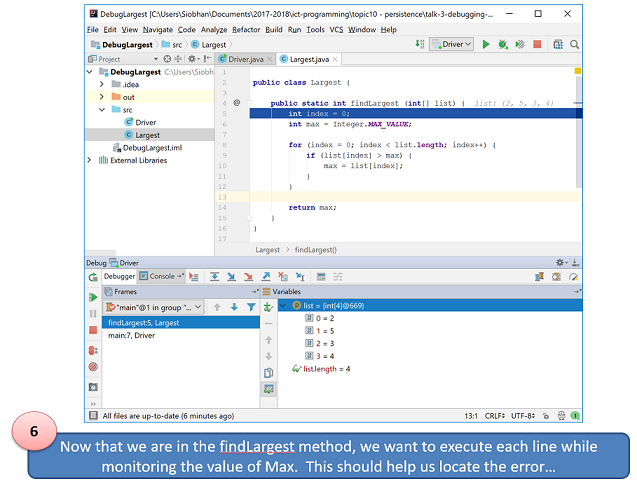 DebugLargest [C:\Users\Siobhan\Documents\2017-2018\ict-programming\topic10 - persistence\talk-3-debugging-...
File Edit View Navigate Code Analyze Refactor Build Run Tools VCS Window Help
DebugLargest src Largest Driver
Project Driver.java Largest.java
DebugLargest C:\Users\Siobh
.idea
out
src
Driver
Largest
DebugLargest.iml
External Libraries
1
2 public class Largest {
3
4 @ public static int findLargest (int[] list) { list: {2, 5, 3, 4}
5 int index = 0;
6 int max = Integer.MAX_VALUE;
7
8 for (index = 0; index < list.length; index++) {
9 if (list[index] > max) {
10 max = list[index];
11 }
12 }
13
14 return max;
15 }
16 }
17
Largest > findLargest()
Debug Driver
Debugger Console
Frames Variables
"main"@1 in group "...
findLargest:5, Largest
main:7, Driver
list = {int[4]@669}
0 = 2
1 = 5
2 = 3
3 = 4
list.length = 4
All files are up-to-date (6 minutes ago) 13:1 CRLF UTF-8 1
6
Now that we are in the findLargest method, we want to execute each line while
monitoring the value of Max. This should help us locate the error...